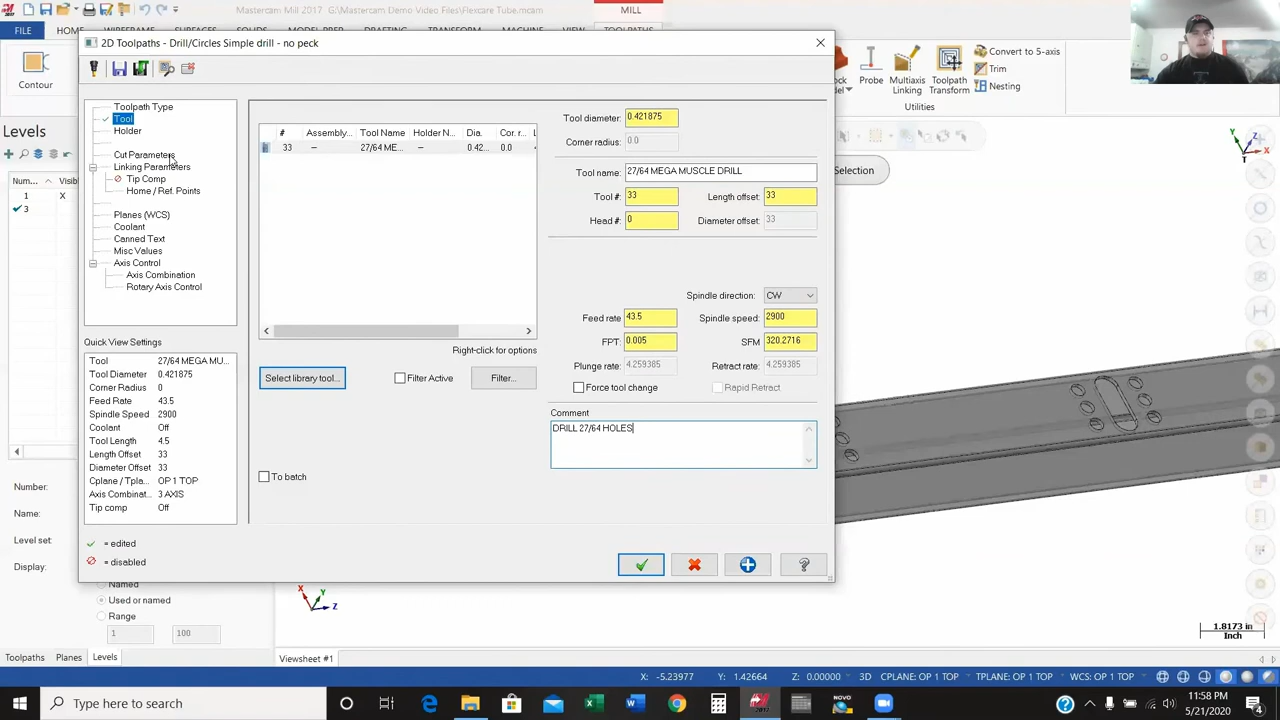 Mastercam Mill 2017 G:\Mastercam Demo Video Files\Flexcare Tube.mcam
MILL
FILE
HOME
Contour
2D Toolpaths - Drill/Circles Simple drill - no peck
Probe
Multiaxis Linking
Toolpath Transform
Convert to 5-axis
Trim
Nesting
Utilities
Selection
Levels
Num... Visib
1 X
3
Number:
Name:
Level set:
Display:
Named
Used or named
Range
1 100
Toolpaths Planes Levels
Toolpath Type
Tool
Holder
Cut Parameters
Linking Parameters
Tip Comp
Home / Ref. Points
Planes (WCS)
Coolant
Canned Text
Misc Values
Axis Control
Axis Combination
Rotary Axis Control
Quick View Settings
Tool 27/64 MEGA MU...
Tool Diameter 0.421875
Corner Radius 0
Feed Rate 43.5
Spindle Speed 2900
Coolant Off
Tool Length 4.5
Length Offset 33
Diameter Offset 33
Cplane / Tpla... OP 1 TOP
Axis Combinat... 3 AXIS
Tip comp Off
= edited
= disabled
# Assembly... Tool Name Holder N... Dia. Cor. r...
33 -- 27/64 ME... -- 0.42... 0.0
Right-click for options
Select library tool...
Filter Active
Filter...
To batch
Tool diameter: 0.421875
Corner radius: 0.0
Tool name: 27/64 MEGA MUSCLE DRILL
Tool #: 33 Length offset: 33
Head #: 0 Diameter offset: 33
Spindle direction: CW
Feed rate 43.5 Spindle speed: 2900
FPT: 0.005 SFM 320.2716
Plunge rate: 4.259385 Retract rate: 4.259385
Force tool change Rapid Retract
Comment
DRILL 27/64 HOLES
Viewsheet #1
1.8173 in
Inch
X: -5.23977 Y: 1.42664 Z: 0.00000 3D CPLANE: OP 1 TOP TPLANE: OP 1 TOP WCS: OP 1 TOP
Type here to search
11:58 PM
5/21/2020